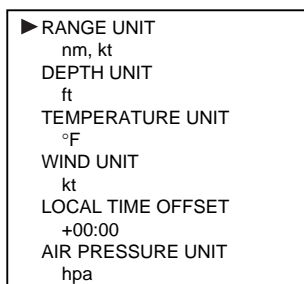 ▶RANGE UNIT
nm, kt
DEPTH UNIT
ft
TEMPERATURE UNIT
°F
WIND UNIT
kt
LOCAL TIME OFFSET
+00:00
AIR PRESSURE UNIT
hpa